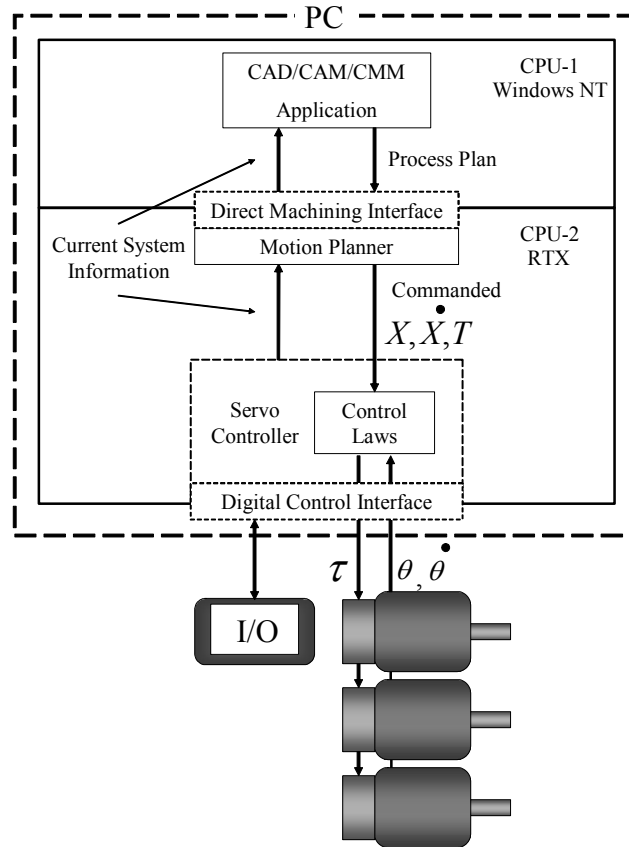 PC
CPU-1
Windows NT
CAD/CAM/CMM
Application
Process Plan
Direct Machining Interface
Motion Planner
CPU-2
RTX
Current System
Information
Commanded
X, Ẋ, T
Servo
Controller
Control
Laws
Digital Control Interface
τ
θ, θ̇
I/O